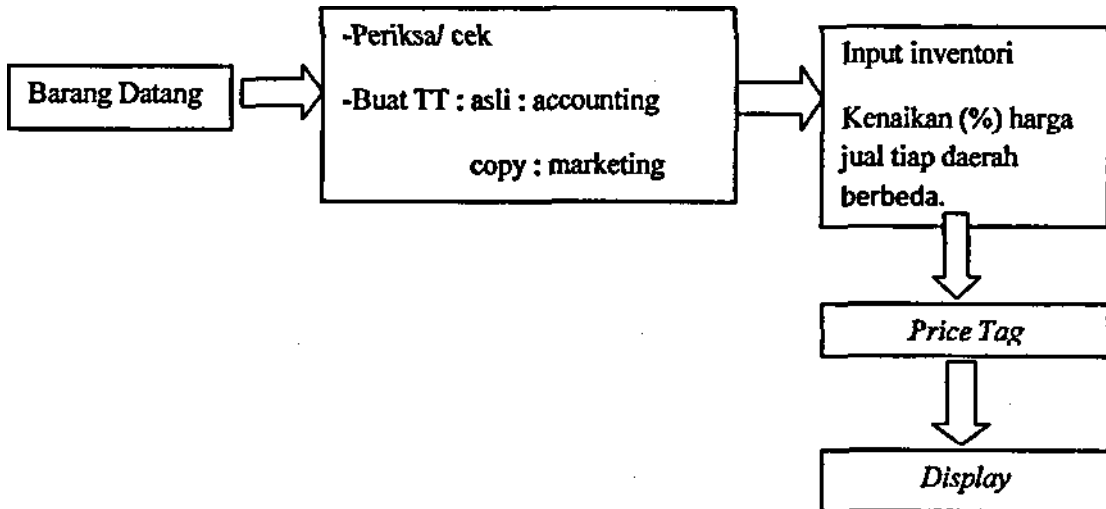 Barang Datang
-Periksa/ cek
-Buat TT : asli : accounting
copy : marketing
Input inventori
Kenaikan (%) harga
jual tiap daerah
berbeda.
Price Tag
Display